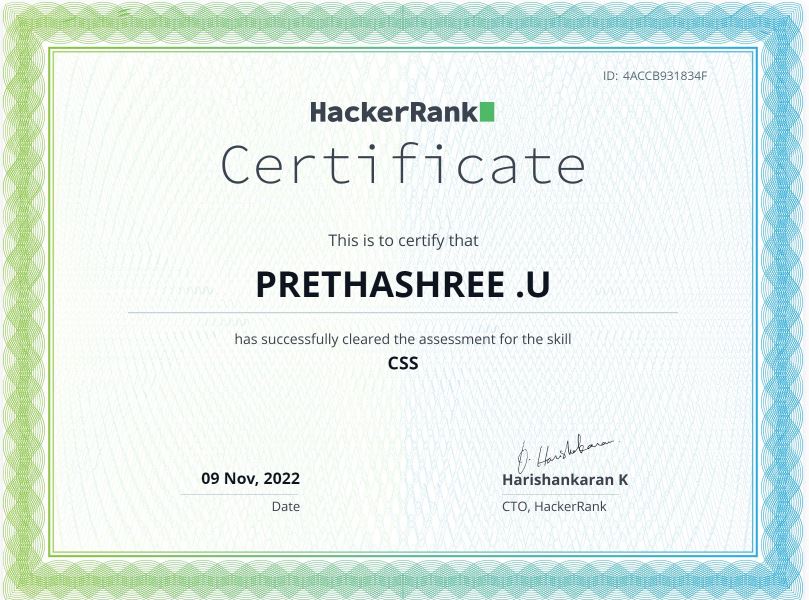 ID: 4ACCB931834F
HackerRank
Certificate
This is to certify that
PRETHASHREE .U
has successfully cleared the assessment for the skill
CSS
09 Nov, 2022
Date
D. Harishankaran
Harishankaran K
CTO, HackerRank